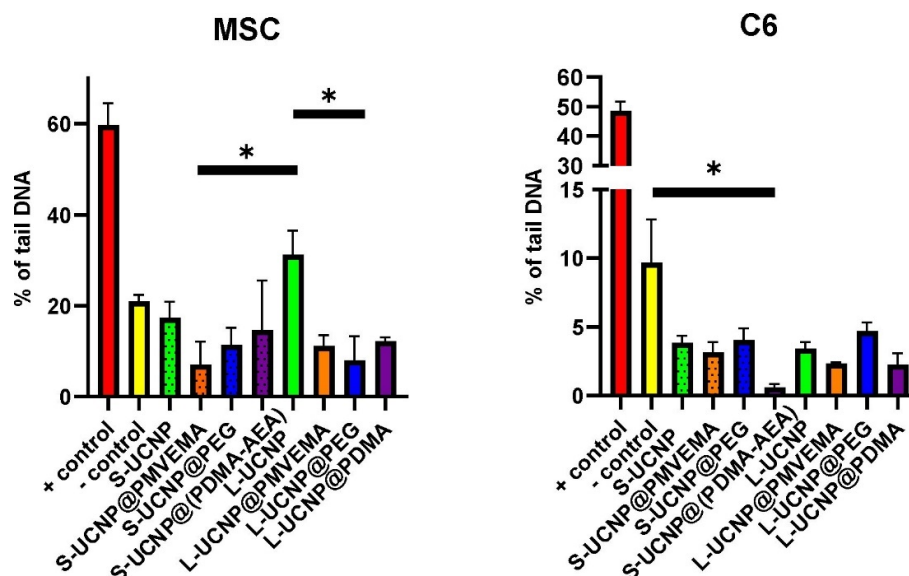 MSC
% of tail DNA
60
40
20
0
*
*
+ control
- control
S-UCNP
S-UCNP@PMVEMA
S-UCNP@PEG
S-UCNP@(PDMA-AEA)
L-UCNP
L-UCNP@PMVEMA
L-UCNP@PEG
L-UCNP@PDMA
C6
% of tail DNA
60
50
40
30
15
10
5
0
*
+ control
- control
S-UCNP
S-UCNP@PMVEMA
S-UCNP@PEG
S-UCNP@(PDMA-AEA)
L-UCNP
L-UCNP@PMVEMA
L-UCNP@PEG
L-UCNP@PDMA